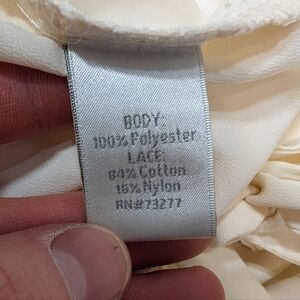 BODY:
100% Polyester
LACE:
84% Cotton
16% Nylon
RN#73277